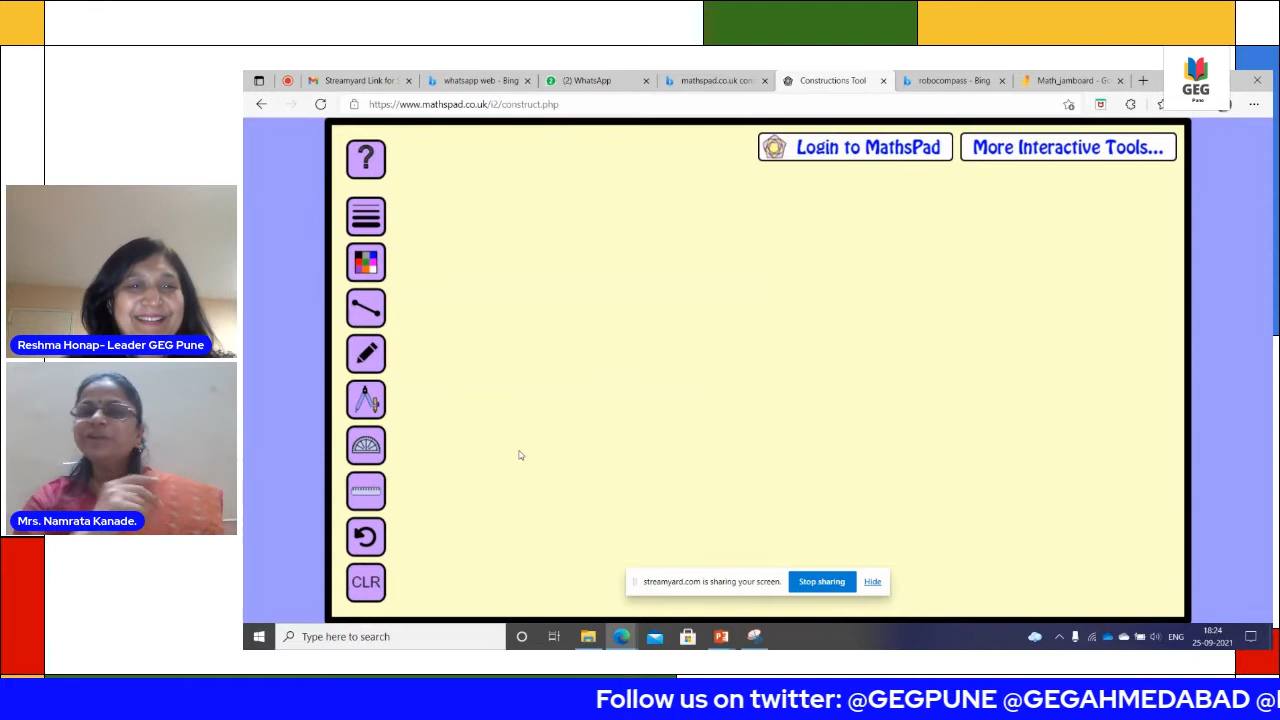 Streamyard Link for S
whatsapp web - Bing
(2) WhatsApp
mathspad.co.uk con
Constructions Tool
robocompass - Bing
Math_jamboard - Go
GEG
Pune
https://www.mathspad.co.uk/i2/construct.php
?
Login to MathsPad
More Interactive Tools...
Reshma Honap- Leader GEG Pune
Mrs. Namrata Kanade.
CLR
streamyard.com is sharing your screen.
Stop sharing
Hide
Type here to search
ENG
18:24
25-09-2021
Follow us on twitter: @GEGPUNE @GEGAHMEDABAD @